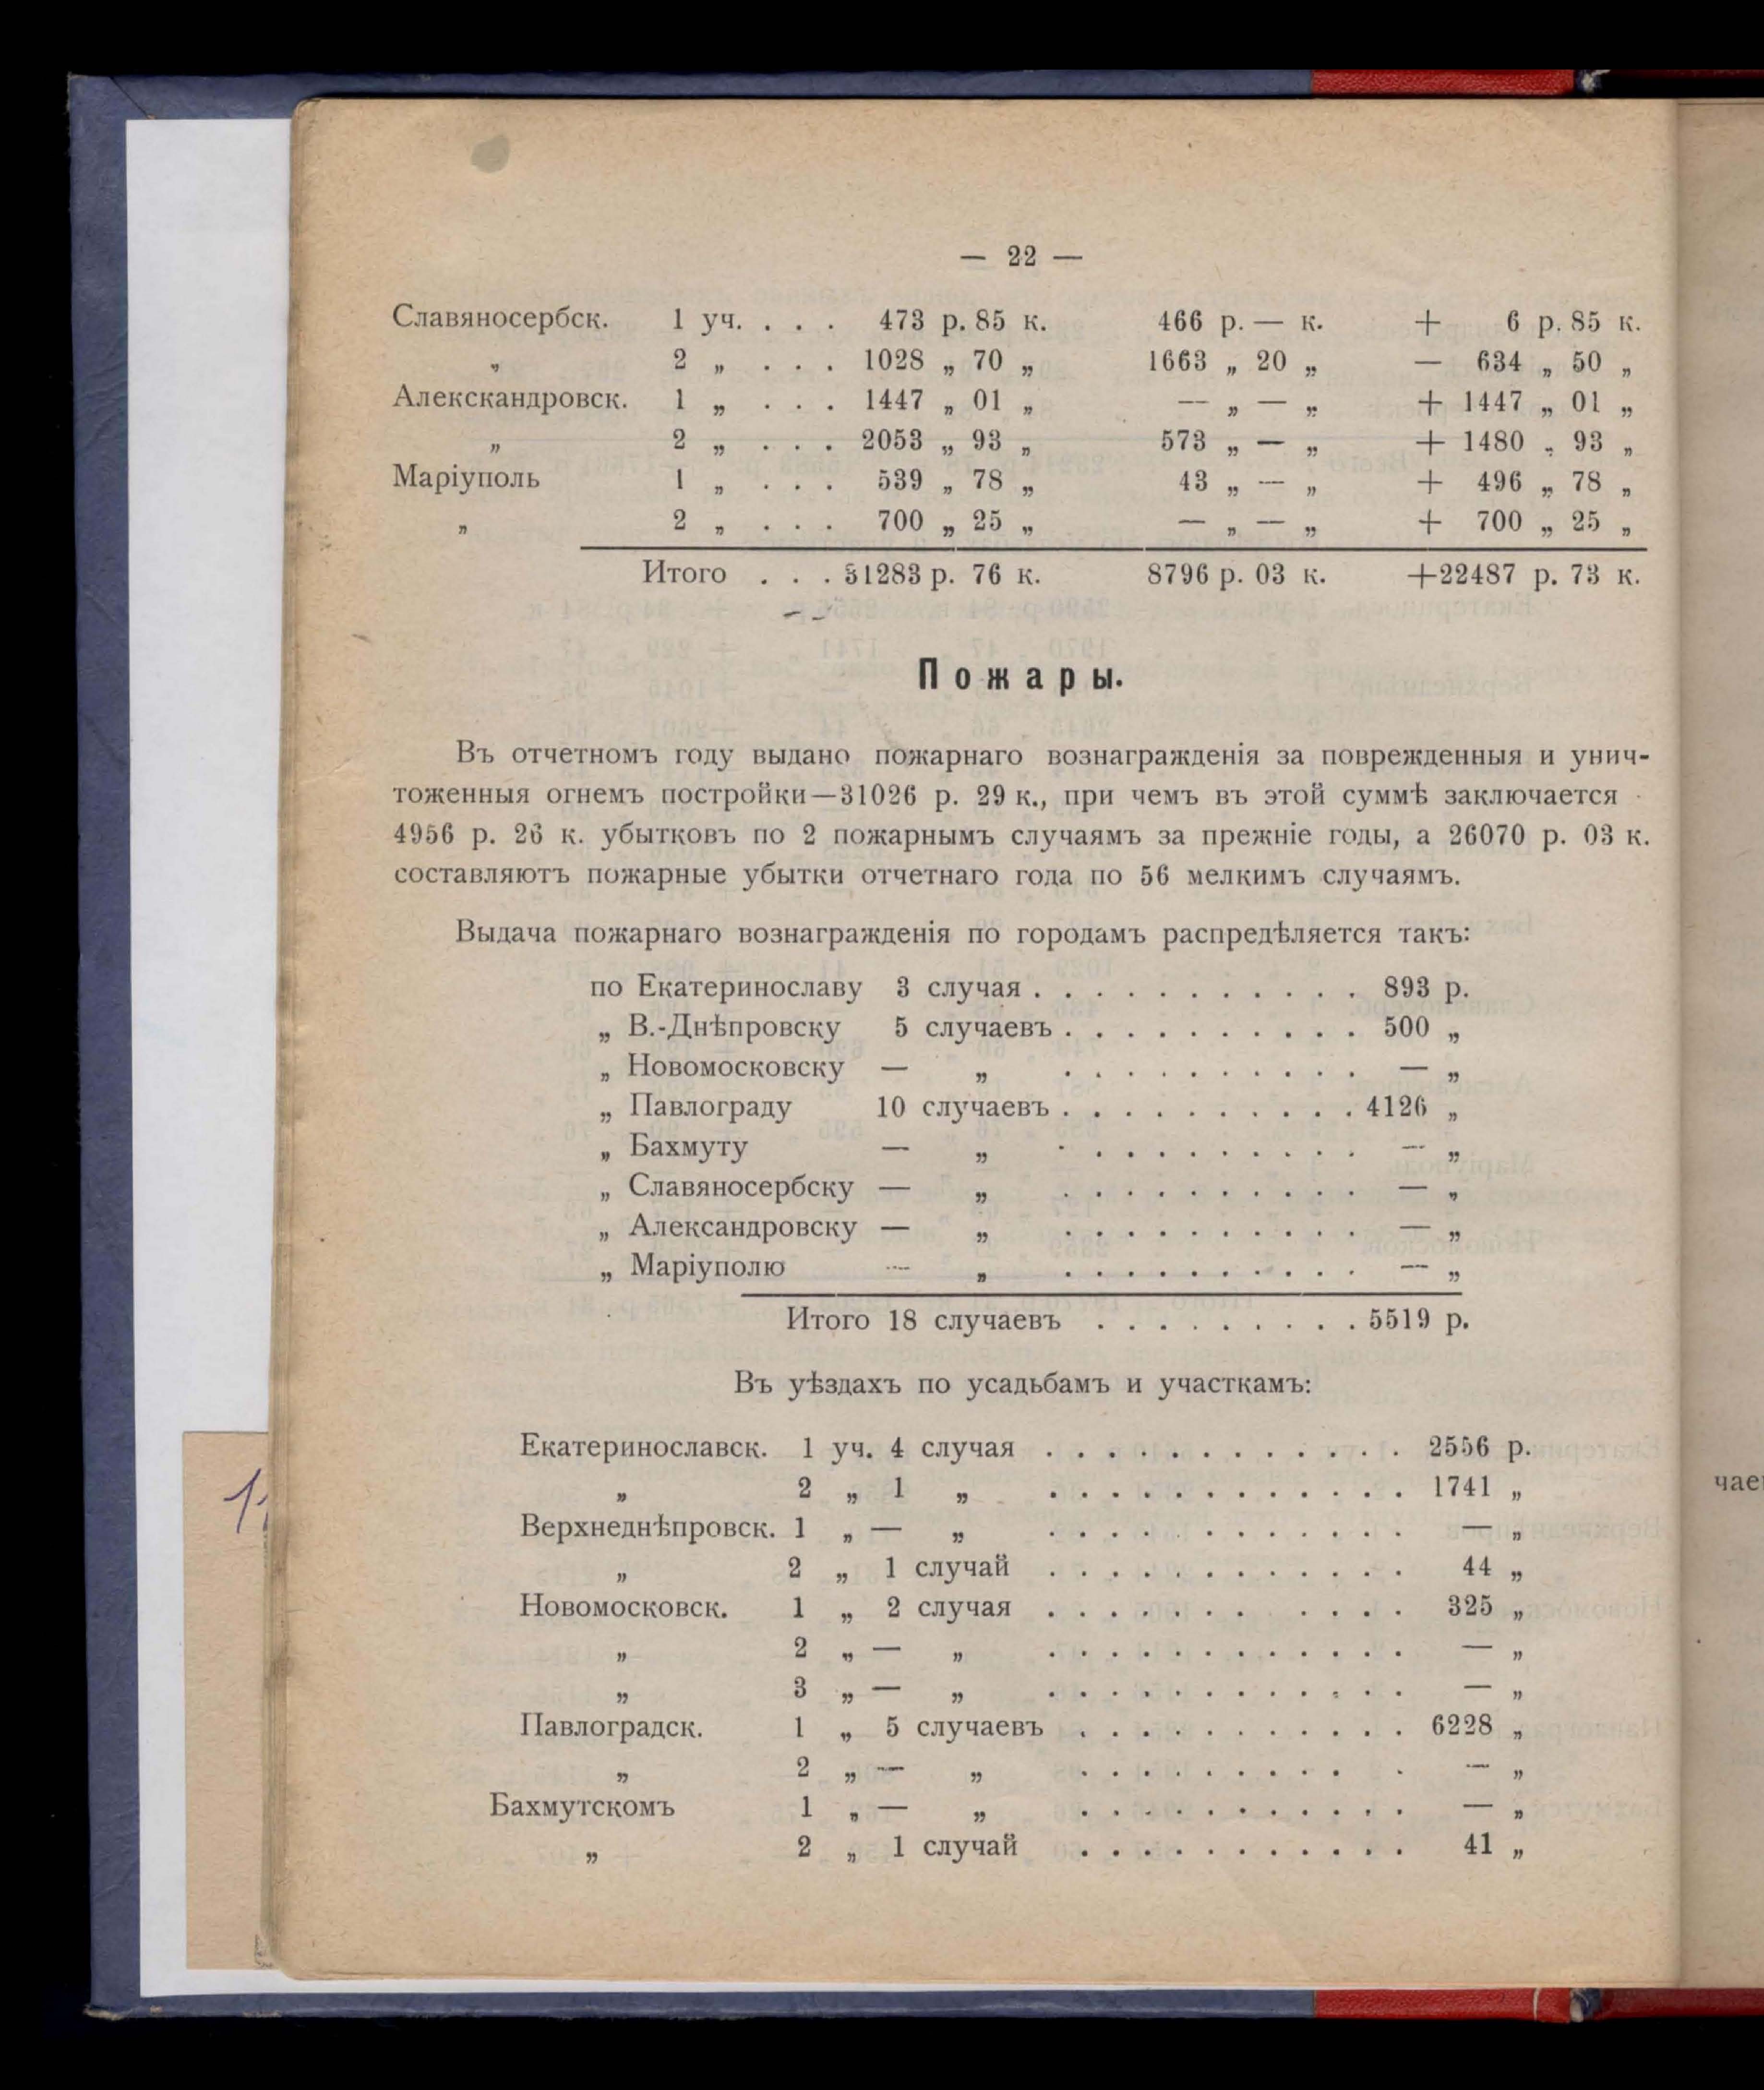 — 22 —
Славяносербск. 1 уч. . . . 473 р. 85 к. 466 р. — к. + 6 р. 85 к.
„ 2 „ . . . 1028 „ 70 „ 1663 „ 20 „ — 634 „ 50 „
Алекскандровск. 1 „ . . . 1447 „ 01 „ — „ — „ + 1447 „ 01 „
„ 2 „ . . . 2053 „ 93 „ 573 „ — „ + 1480 „ 93 „
Маріуполь 1 „ . . . 539 „ 78 „ 43 „ — „ + 496 „ 78 „
„ 2 „ . . . 700 „ 25 „ — „ — „ + 700 „ 25 „
Итого . . . 31283 р. 76 к. 8796 р. 03 к. +22487 р. 73 к.
Пожары.
Въ отчетномъ году выдано пожарнаго вознагражденія за поврежденныя и унич-
тоженныя огнемъ постройки—31026 р. 29 к., при чемъ въ этой суммѣ заключается
4956 р. 26 к. убытковъ по 2 пожарнымъ случаямъ за прежніе годы, а 26070 р. 03 к.
составляютъ пожарные убытки отчетнаго года по 56 мелкимъ случаямъ.
Выдача пожарнаго вознагражденія по городамъ распредѣляется такъ:
по Екатеринославу 3 случая . . . . . . . . . . . 893 р.
„ В.-Днѣпровску 5 случаевъ . . . . . . . . . . 500 „
„ Новомосковску — „ . . . . . . . . . . — „
„ Павлограду 10 случаевъ . . . . . . . . . . 4126 „
„ Бахмуту — „ . . . . . . . . . . — „
„ Славяносербску — „ . . . . . . . . . . — „
„ Александровску — „ . . . . . . . . . . — „
„ Маріуполю — „ . . . . . . . . . . — „
Итого 18 случаевъ . . . . . . . . . 5519 р.
Въ уѣздахъ по усадьбамъ и участкамъ:
Екатеринославск. 1 уч. 4 случая . . . . . . . . . . . . 2556 р.
„ 2 „ 1 „ . . . . . . . . . . . . 1741 „
Верхнеднѣпровск. 1 „ — „ . . . . . . . . . . . . — „
„ 2 „ 1 случай . . . . . . . . . . . . 44 „
Новомосковск. 1 „ 2 случая . . . . . . . . . . . 325 „
„ 2 „ — „ . . . . . . . . . . . . — „
„ 3 „ — „ . . . . . . . . . . . . — „
Павлоградск. 1 „ 5 случаевъ . . . . . . . . . . . 6228 „
„ 2 „ — „ . . . . . . . . . . — „
Бахмутскомъ 1 „ — „ . . . . . . . . . . . — „
„ 2 „ 1 случай . . . . . . . . . . . 41 „